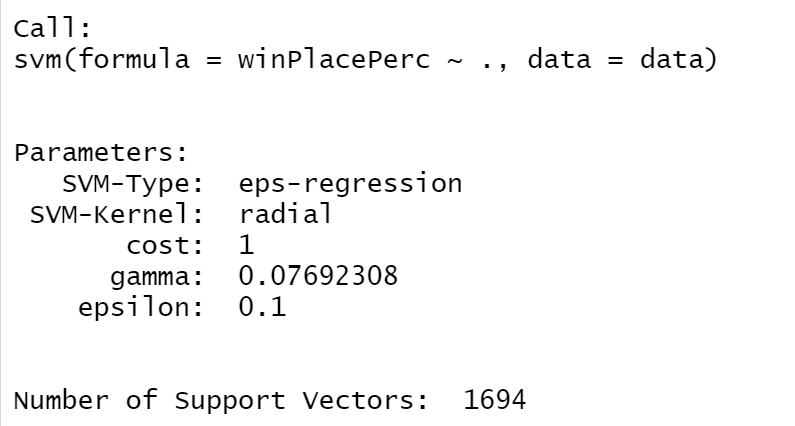 Call:
svm(formula = winPlacePerc ~ ., data = data)
Parameters:
SVM-Type: eps-regression
SVM-Kernel: radial
cost: 1
gamma: 0.07692308
epsilon: 0.1
Number of Support Vectors: 1694